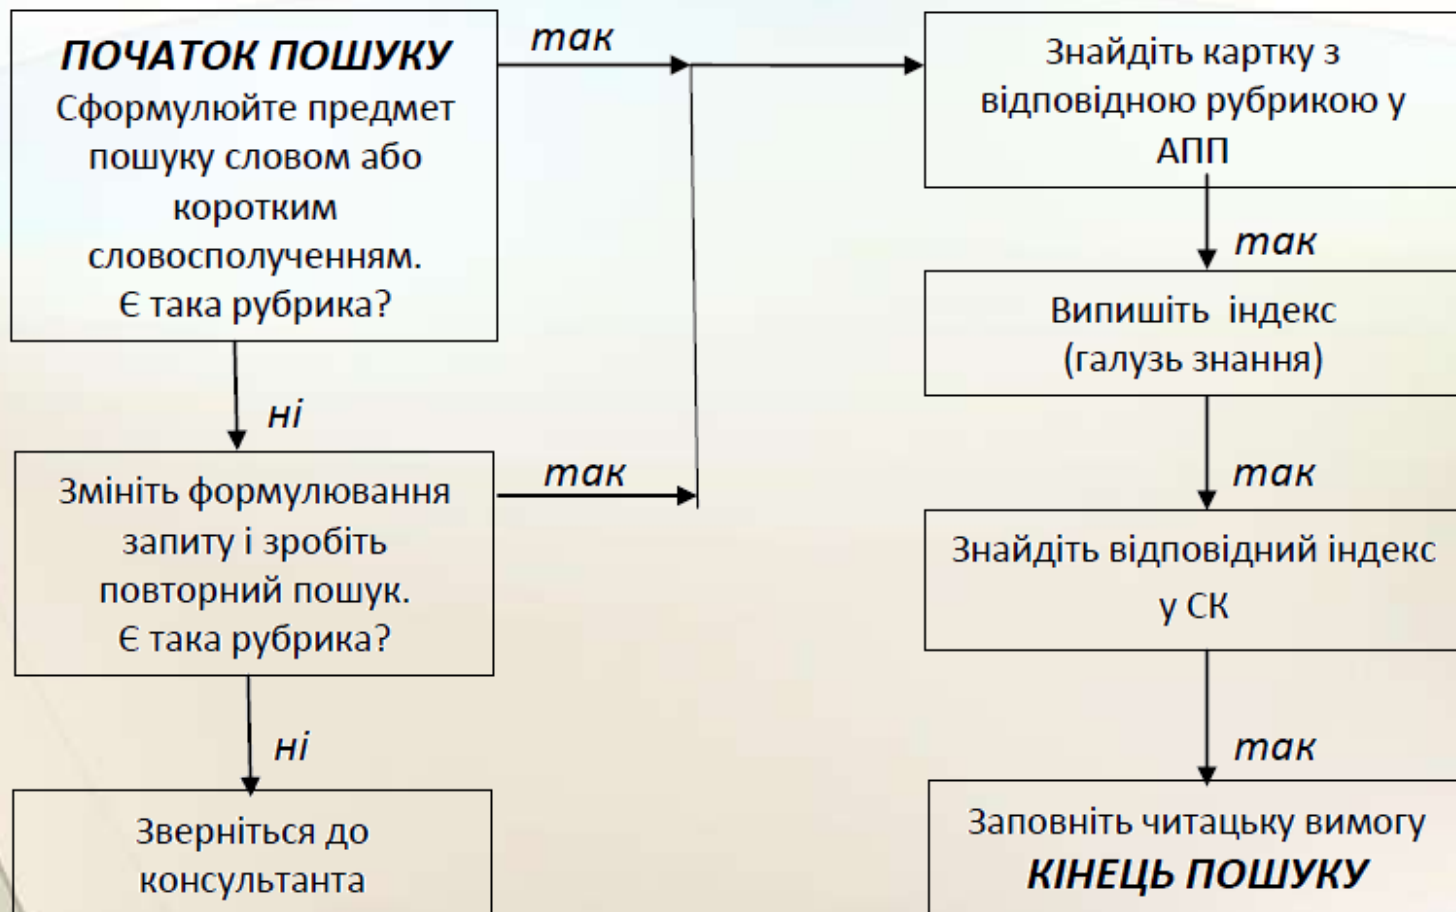 ПОЧАТОК ПОШУКУ
Сформулюйте предмет
пошуку словом або
коротким
словосполученням.
Є така рубрика?
так
Знайдіть картку з
відповідною рубрикою у
АПП
так
Випишіть індекс
(галузь знання)
ні
Змініть формулювання
запиту і зробіть
повторний пошук.
Є така рубрика?
так
так
Знайдіть відповідний індекс
у СК
ні
Зверніться до
консультанта
так
Заповніть читацьку вимогу
КІНЕЦЬ ПОШУКУ